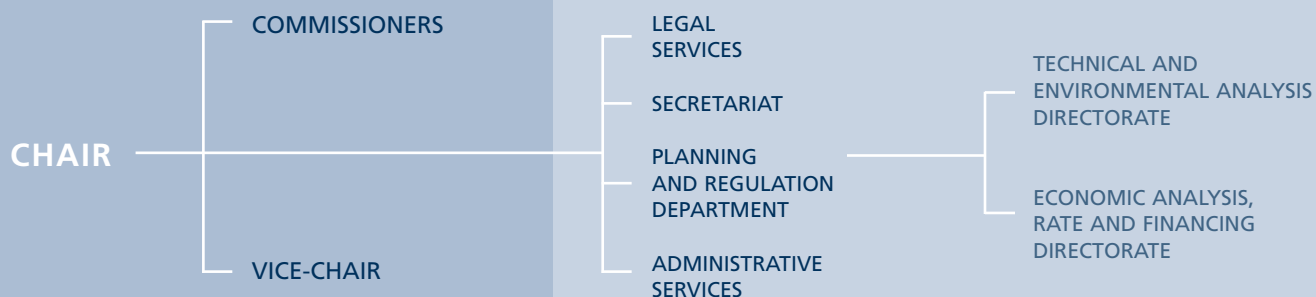 CHAIR
COMMISSIONERS
VICE-CHAIR
LEGAL
SERVICES
SECRETARIAT
PLANNING
AND REGULATION
DEPARTMENT
ADMINISTRATIVE
SERVICES
TECHNICAL AND
ENVIRONMENTAL ANALYSIS
DIRECTORATE
ECONOMIC ANALYSIS,
RATE AND FINANCING
DIRECTORATE